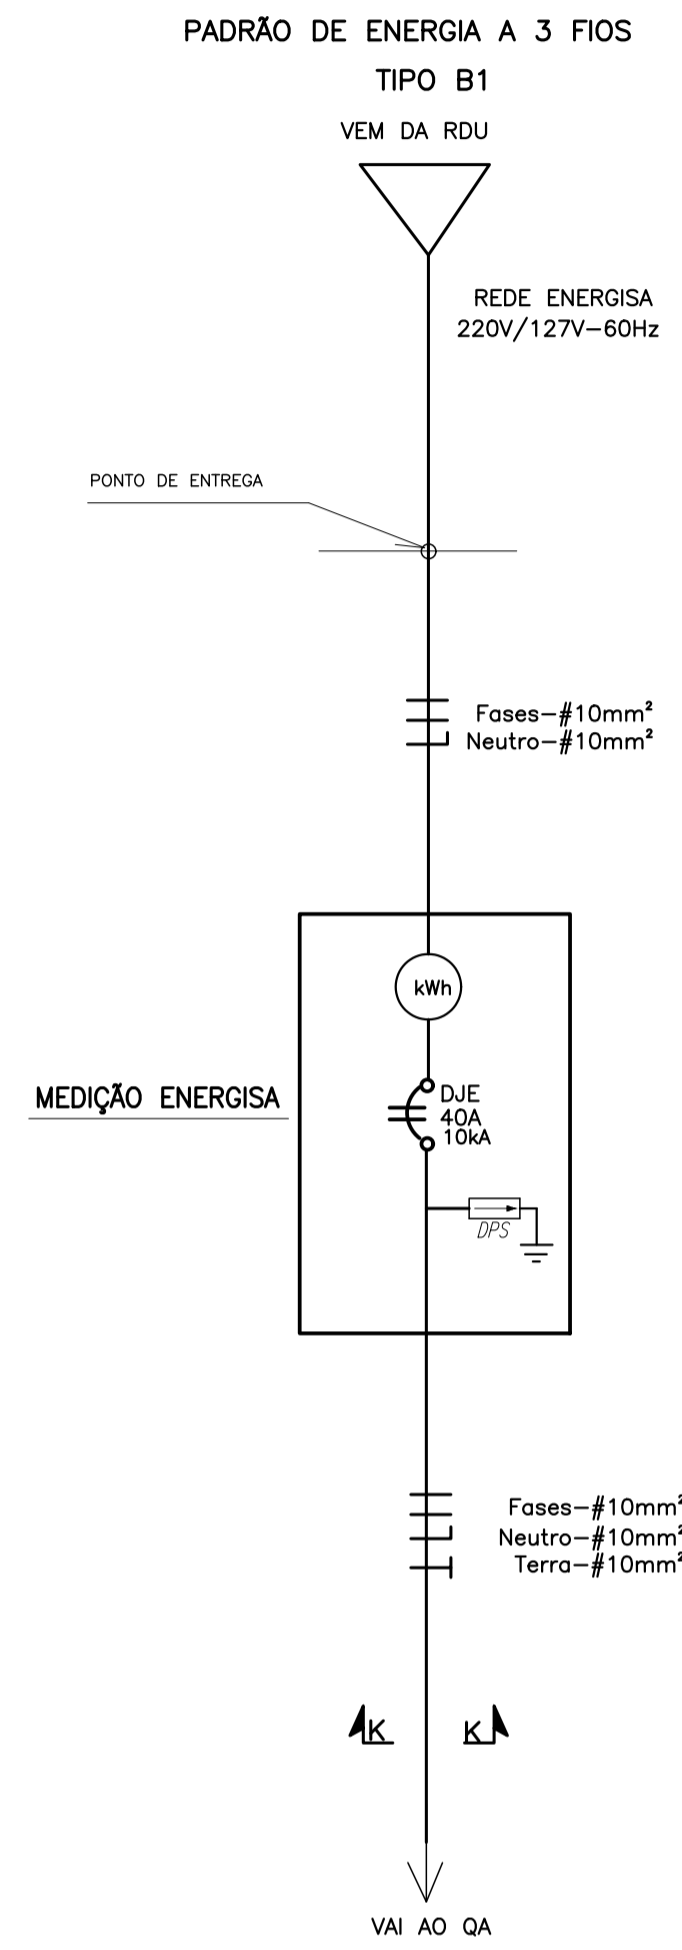 PADRÃO DE ENERGIA A 3 FIOS
TIPO B1
VEM DA RDU
REDE ENERGISA
220V/127V-60Hz
PONTO DE ENTREGA
Fases-#10mm²
Neutro-#10mm²
kWh
MEDIÇÃO ENERGISA
DJE
40A
10kA
DPS
Fases-#10mm²
Neutro-#10mm²
Terra-#10mm²
K K
VAI AO QA